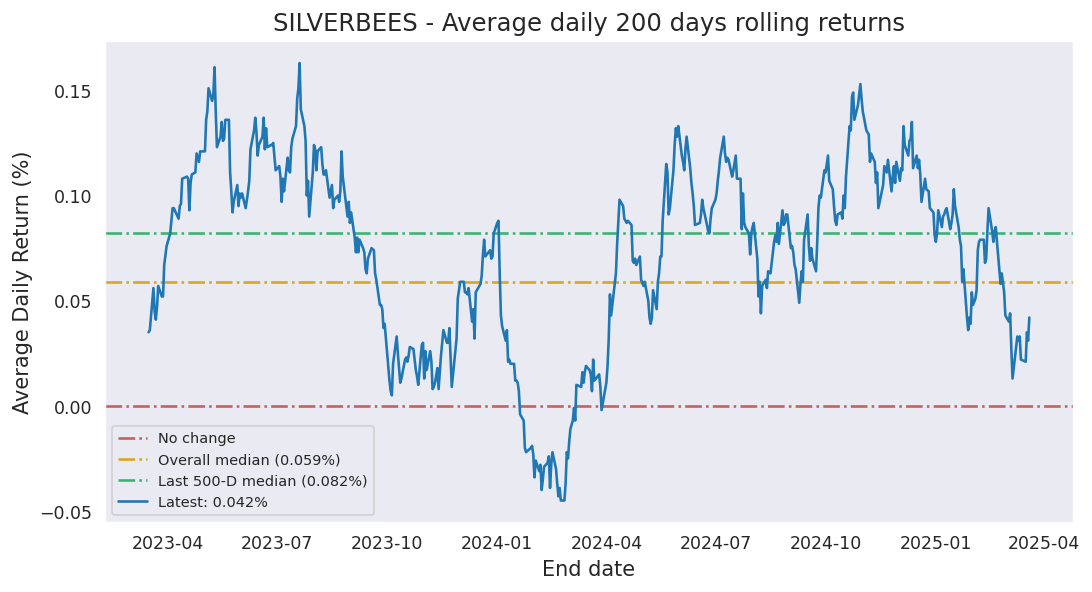 SILVERBEES - Average daily 200 days rolling returns
Average Daily Return (%)
0.15
0.10
0.05
0.00
−0.05
No change
Overall median (0.059%)
Last 500-D median (0.082%)
Latest: 0.042%
2023-04 2023-07 2023-10 2024-01 2024-04 2024-07 2024-10 2025-01 2025-04
End date